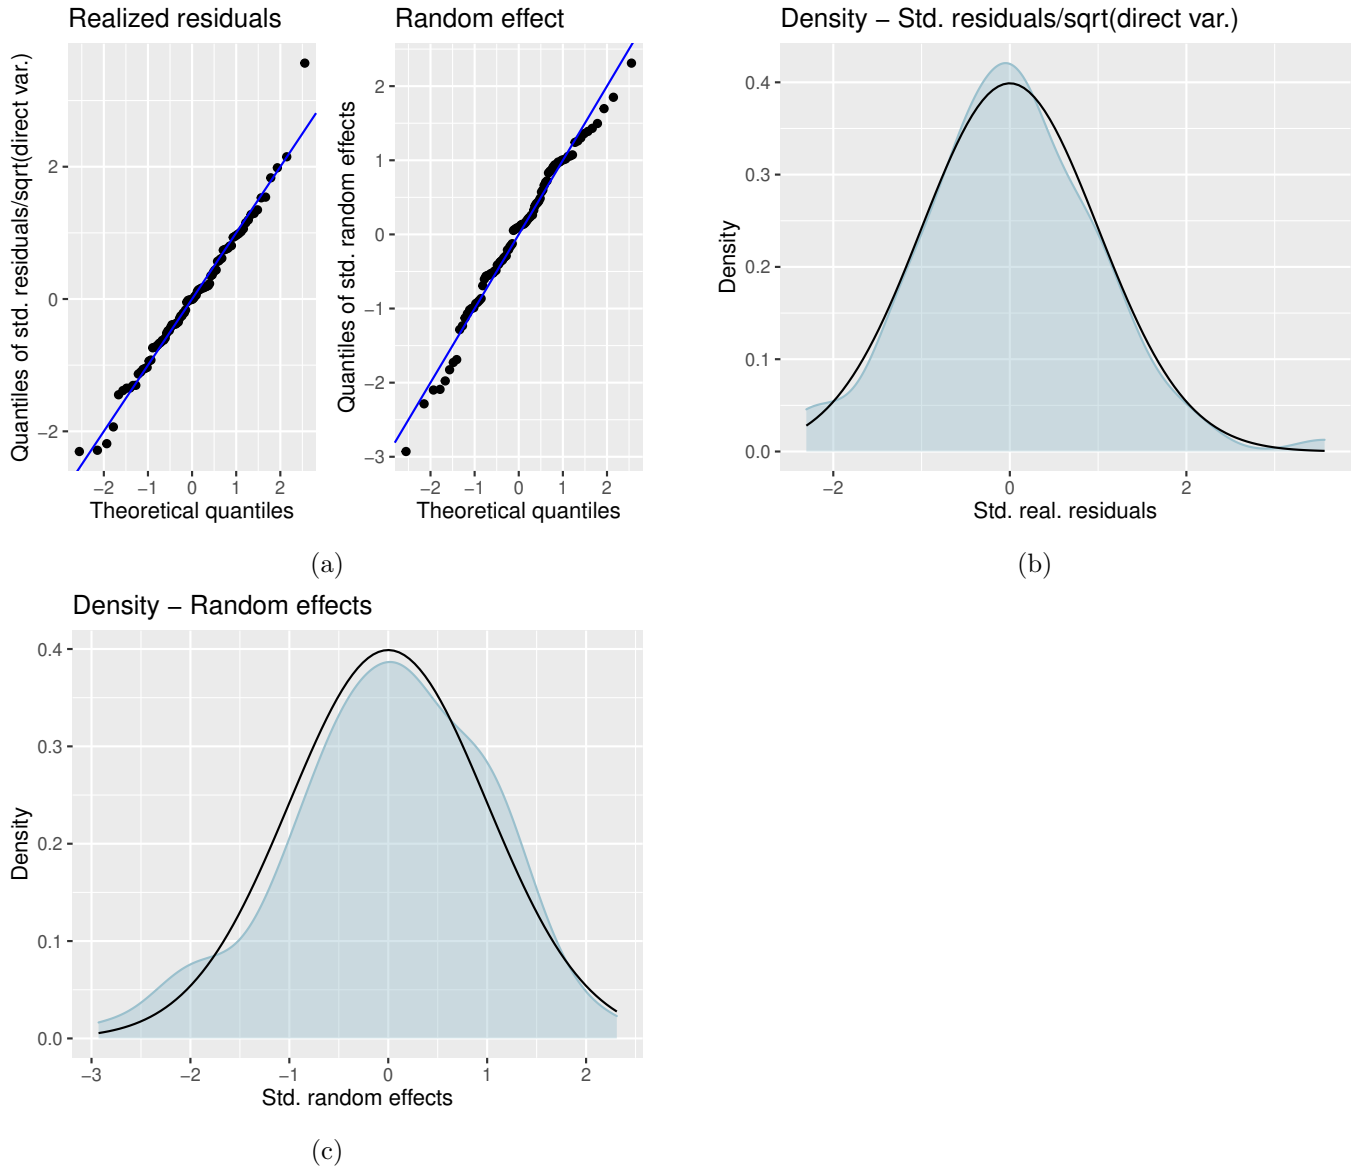 Realized residuals
Quantiles of std. residuals/sqrt(direct var.)
2
0
−2
−2 −1 0 1 2
Theoretical quantiles
Random effect
Quantiles of std. random effects
2
1
0
−1
−2
−3
−2 −1 0 1 2
Theoretical quantiles
(a)
Density − Std. residuals/sqrt(direct var.)
Density
0.4
0.3
0.2
0.1
0.0
−2 0 2
Std. real. residuals
(b)
Density − Random effects
Density
0.4
0.3
0.2
0.1
0.0
−3 −2 −1 0 1 2
Std. random effects
(c)